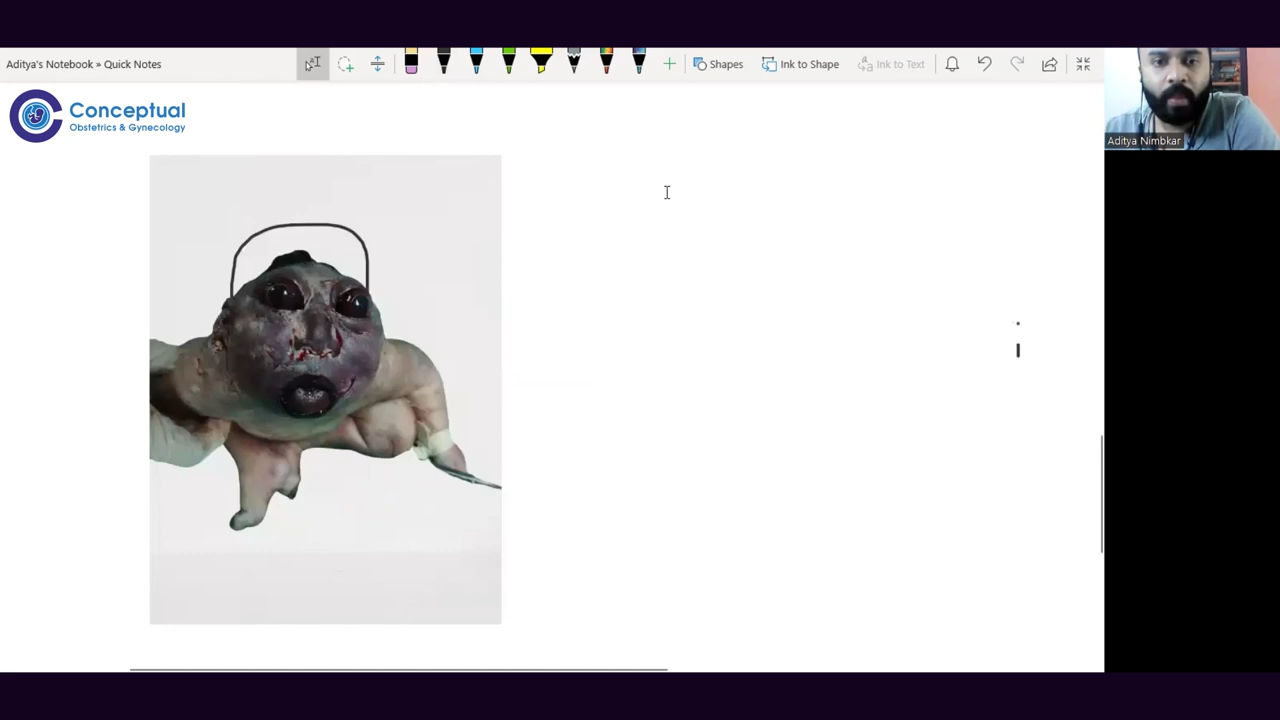 Aditya's Notebook » Quick Notes
Shapes
Ink to Shape
Ink to Text
Conceptual
Obstetrics & Gynecology
Aditya Nimbkar